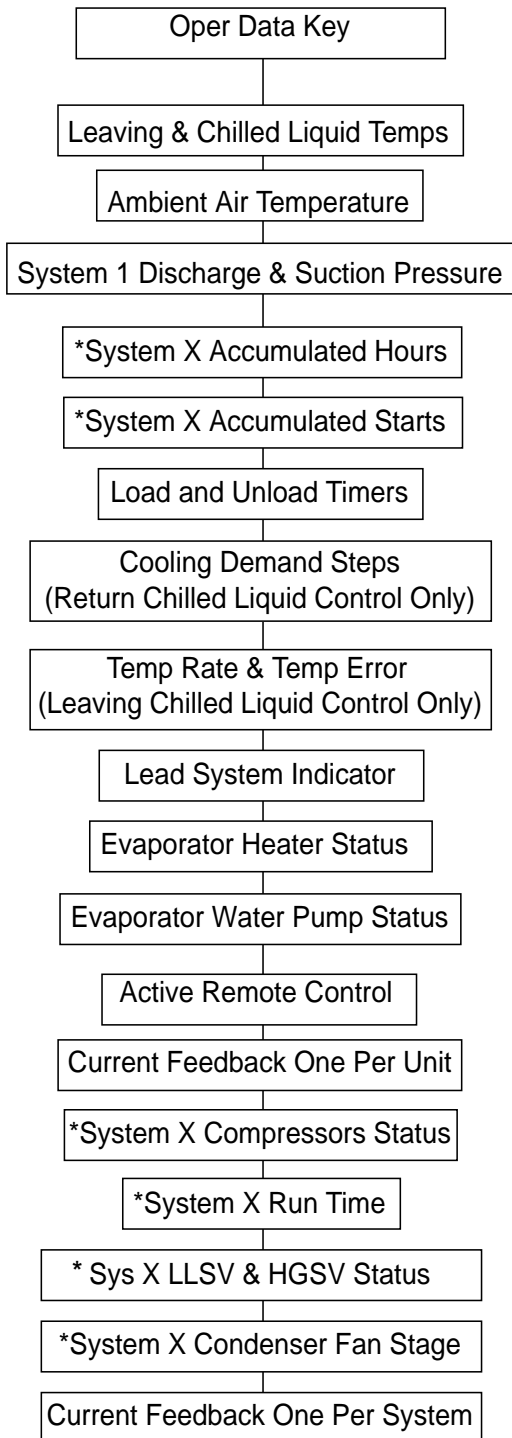 Oper Data Key
Leaving & Chilled Liquid Temps
Ambient Air Temperature
System 1 Discharge & Suction Pressure
*System X Accumulated Hours
*System X Accumulated Starts
Load and Unload Timers
Cooling Demand Steps
(Return Chilled Liquid Control Only)
Temp Rate & Temp Error
(Leaving Chilled Liquid Control Only)
Lead System Indicator
Evaporator Heater Status
Evaporator Water Pump Status
Active Remote Control
Current Feedback One Per Unit
*System X Compressors Status
*System X Run Time
* Sys X LLSV & HGSV Status
*System X Condenser Fan Stage
Current Feedback One Per System